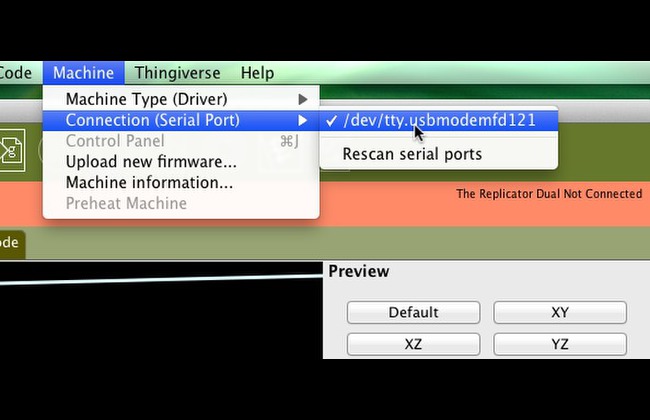 Code Machine Thingiverse Help
Machine Type (Driver)
Connection (Serial Port)
✓ /dev/tty.usbmodemfd121
Control Panel ⌘J
Rescan serial ports
Upload new firmware...
Machine information...
Preheat Machine
The Replicator Dual Not Connected
ode
Preview
Default XY
XZ YZ